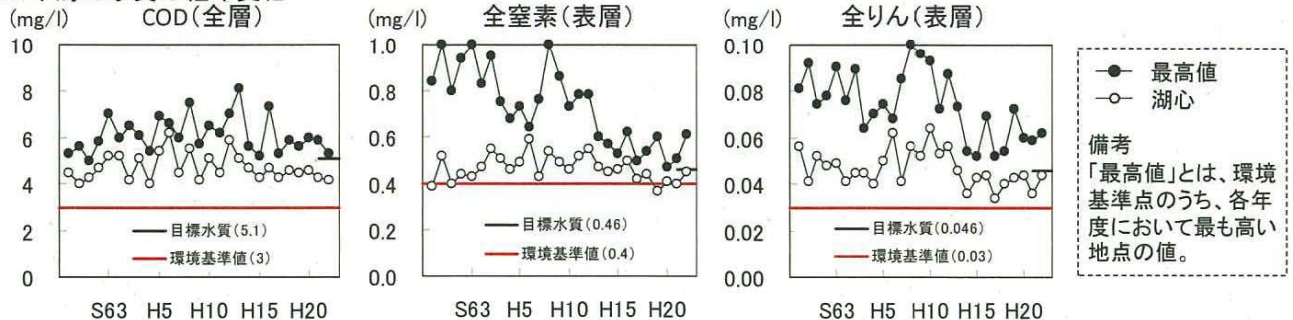 (mg/l) COD(全層)
10
8
6
4
2
0
目標水質(5.1)
環境基準値(3)
S63 H5 H10 H15 H20
(mg/l) 全窒素(表層)
1.0
0.8
0.6
0.4
0.2
0.0
目標水質(0.46)
環境基準値(0.4)
S63 H5 H10 H15 H20
(mg/l) 全りん(表層)
0.10
0.08
0.06
0.04
0.02
0.00
目標水質(0.046)
環境基準値(0.03)
S63 H5 H10 H15 H20
最高値
湖心
備考
「最高値」とは、環境
基準点のうち、各年
度において最も高い
地点の値。